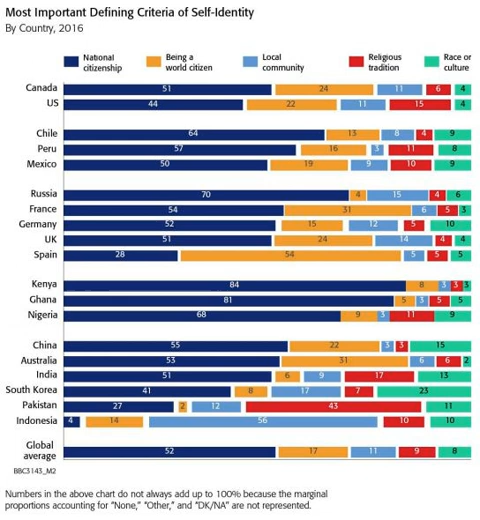 Most Important Defining Criteria of Self-Identity
By Country, 2016
National citizenship
Being a world citizen
Local community
Religious tradition
Race or culture
Canada 51 24 11 6 4
US 44 22 11 15 4
Chile 64 13 8 4 9
Peru 57 16 3 11 8
Mexico 50 19 9 10 9
Russia 70 4 15 4 6
France 54 31 6 5 3
Germany 52 15 12 5 10
UK 51 24 14 4 4
Spain 28 54 5 5 5
Kenya 84 8 3 3 3
Ghana 81 5 3 5 5
Nigeria 68 9 3 11 9
China 55 22 3 3 15
Australia 53 31 6 6 2
India 51 6 9 17 13
South Korea 41 8 17 7 23
Pakistan 27 2 12 43 11
Indonesia 4 14 56 10 10
Global average 52 17 11 9 8
BBC3143_M2
Numbers in the above chart do not always add up to 100% because the marginal
proportions accounting for "None," "Other," and "DK/NA" are not represented.